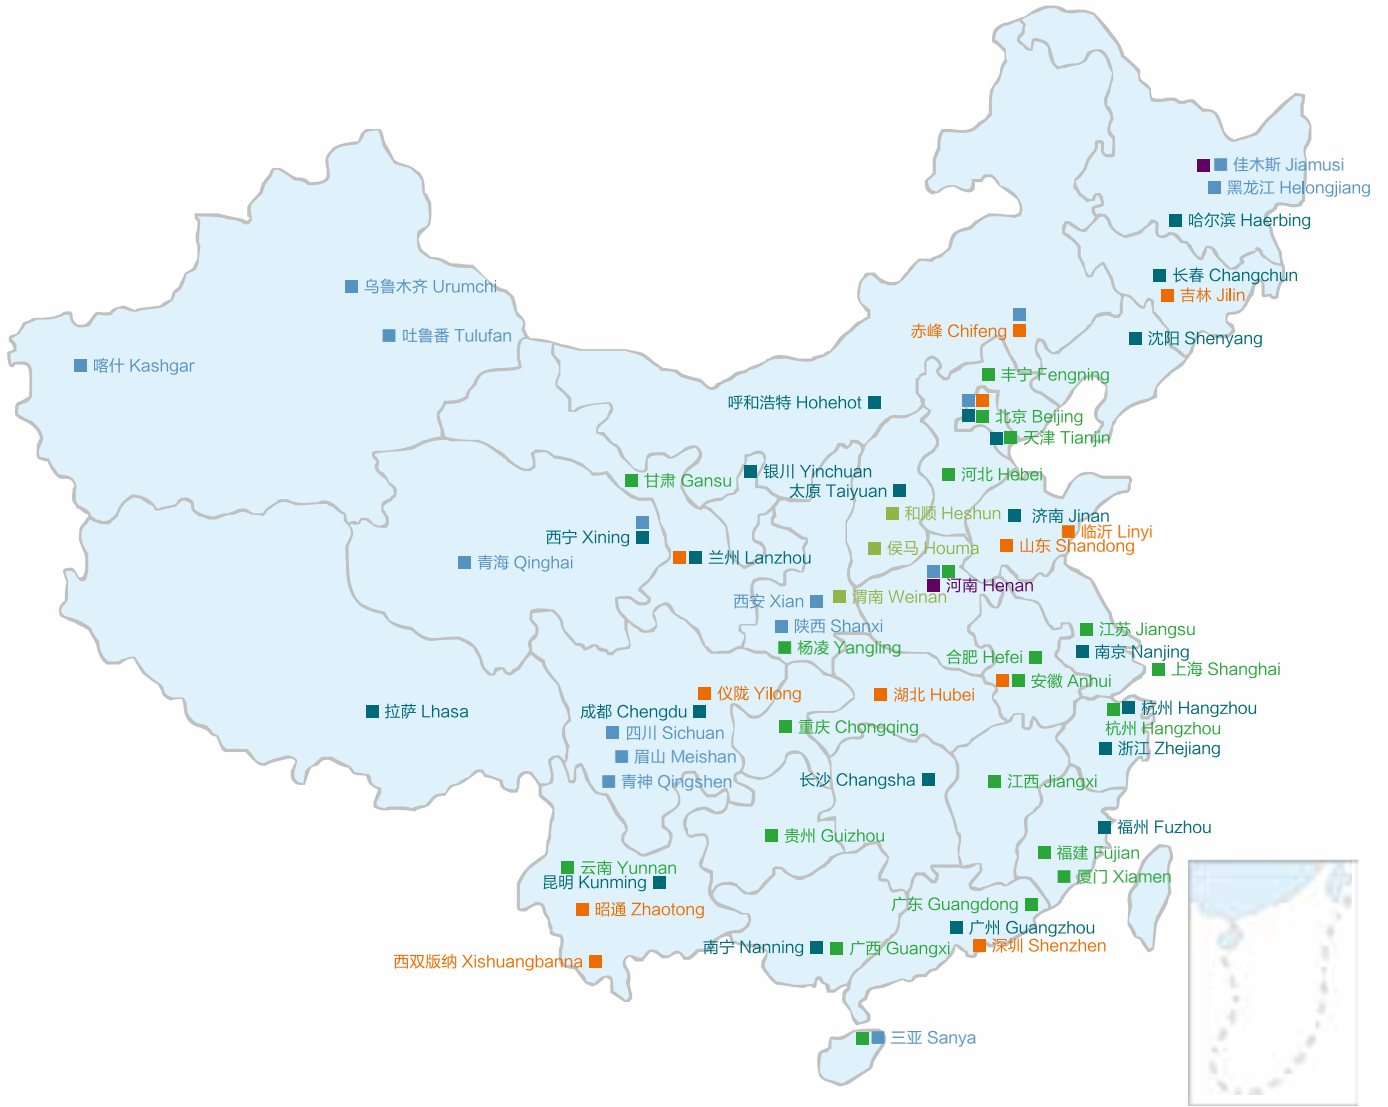 佳木斯 Jiamusi
黑龙江 Helongjiang
哈尔滨 Haerbing
长春 Changchun
乌鲁木齐 Urumchi
吉林 Jilin
赤峰 Chifeng
吐鲁番 Tulufan
沈阳 Shenyang
喀什 Kashgar
丰宁 Fengning
呼和浩特 Hohehot
北京 Beijing
天津 Tianjin
银川 Yinchuan
河北 Hebei
甘肃 Gansu
太原 Taiyuan
和顺 Heshun
济南 Jinan
临沂 Linyi
西宁 Xining
山东 Shandong
侯马 Houma
兰州 Lanzhou
青海 Qinghai
河南 Henan
渭南 Weinan
西安 Xian
陕西 Shanxi
江苏 Jiangsu
杨凌 Yangling
南京 Nanjing
合肥 Hefei
上海 Shanghai
安徽 Anhui
仪陇 Yilong
湖北 Hubei
杭州 Hangzhou
拉萨 Lhasa
成都 Chengdu
重庆 Chongqing
杭州 Hangzhou
四川 Sichuan
浙江 Zhejiang
眉山 Meishan
长沙 Changsha
江西 Jiangxi
青神 Qingshen
福州 Fuzhou
贵州 Guizhou
福建 Fujian
云南 Yunnan
厦门 Xiamen
昆明 Kunming
广东 Guangdong
昭通 Zhaotong
广州 Guangzhou
南宁 Nanning
广西 Guangxi
深圳 Shenzhen
西双版纳 Xishuangbanna
三亚 Sanya